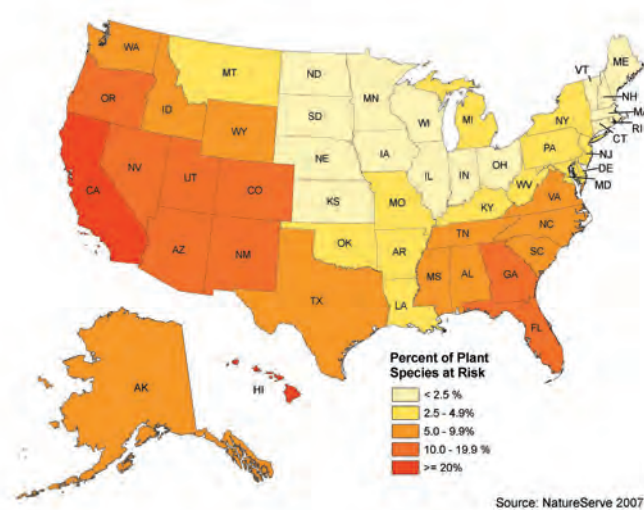 WA
MT
ND
MN
ME
VT
NH
MA
RI
CT
OR
ID
SD
WI
MI
NY
WY
PA
NJ
DE
MD
NE
IA
IL
IN
OH
WV
VA
NV
UT
CO
KS
MO
KY
CA
AZ
NM
OK
AR
TN
NC
SC
TX
LA
MS
AL
GA
FL
AK
HI
Percent of Plant
Species at Risk
< 2.5 %
2.5 - 4.9%
5.0 - 9.9%
10.0 - 19.9 %
>= 20%
Source: NatureServe 2007